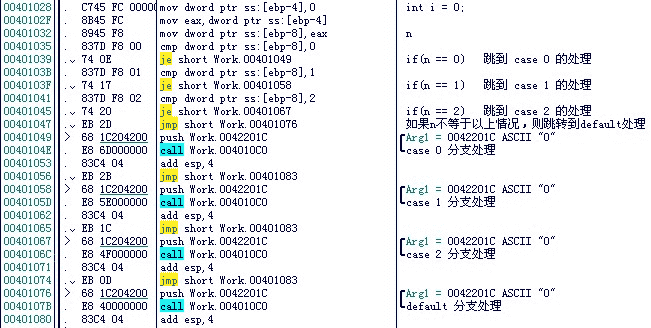 00401028 . C745 FC 00000 mov dword ptr ss:[ebp-4],0 int i = 0;
0040102F . 8B45 FC mov eax,dword ptr ss:[ebp-4]
00401032 . 8945 F8 mov dword ptr ss:[ebp-8],eax n
00401035 . 837D F8 00 cmp dword ptr ss:[ebp-8],0
00401039 .⌄ 74 0E je short Work.00401049 if(n == 0) 跳到 case 0 的处理
0040103B . 837D F8 01 cmp dword ptr ss:[ebp-8],1
0040103F .⌄ 74 17 je short Work.00401058 if(n == 1) 跳到 case 1 的处理
00401041 . 837D F8 02 cmp dword ptr ss:[ebp-8],2
00401045 .⌄ 74 20 je short Work.00401067 if(n == 2) 跳到 case 2 的处理
00401047 .⌄ EB 2D jmp short Work.00401076 如果n不等于以上情况，则跳转到default处理
00401049 > 68 1C204200 push Work.0042201C Arg1 = 0042201C ASCII "0"
0040104E . E8 6D000000 call Work.004010C0 case 0 分支处理
00401053 . 83C4 04 add esp,4
00401056 .⌄ EB 2B jmp short Work.00401083
00401058 > 68 1C204200 push Work.0042201C Arg1 = 0042201C ASCII "0"
0040105D . E8 5E000000 call Work.004010C0 case 1 分支处理
00401062 . 83C4 04 add esp,4
00401065 .⌄ EB 1C jmp short Work.00401083
00401067 > 68 1C204200 push Work.0042201C Arg1 = 0042201C ASCII "0"
0040106C . E8 4F000000 call Work.004010C0 case 2 分支处理
00401071 . 83C4 04 add esp,4
00401074 .⌄ EB 0D jmp short Work.00401083
00401076 > 68 1C204200 push Work.0042201C Arg1 = 0042201C ASCII "0"
0040107B . E8 40000000 call Work.004010C0 default 分支处理
00401080 . 83C4 04 add esp,4